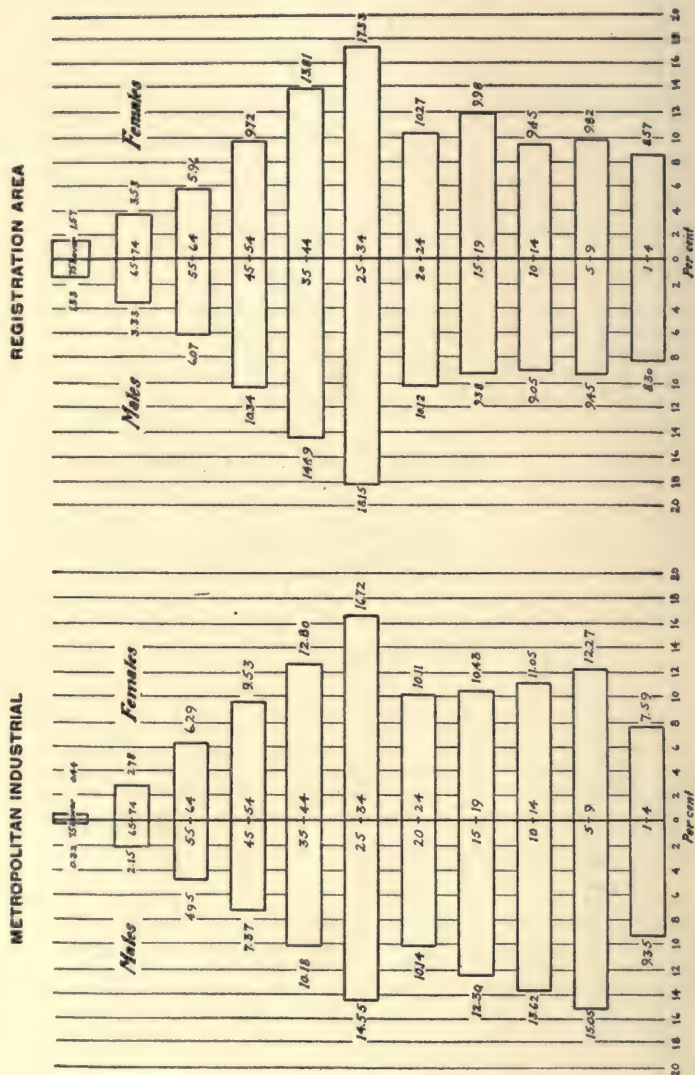 METROPOLITAN INDUSTRIAL
Males Females
0.32 75 & over 0.44
2.15 65-74 2.78
4.95 55-64 6.29
7.37 45-54 9.53
10.18 35-44 12.80
14.55 25-34 16.72
10.14 20-24 10.11
12.30 15-19 10.43
13.62 10-14 11.05
15.05 5-9 12.27
9.35 1-4 7.59
20 18 16 14 12 10 8 6 4 2 0 2 4 6 8 10 12 14 16 18 20
Per cent
REGISTRATION AREA
Males Females
1.33 75 & over 1.57
3.33 65-74 3.53
6.07 55-64 5.96
10.34 45-54 9.72
14.49 35-44 13.81
18.15 25-34 17.33
10.12 20-24 10.27
9.38 15-19 9.98
9.05 10-14 9.45
9.45 5-9 9.82
8.30 1-4 8.57
20 18 16 14 12 10 8 6 4 2 0 2 4 6 8 10 12 14 16 18 20
Per cent